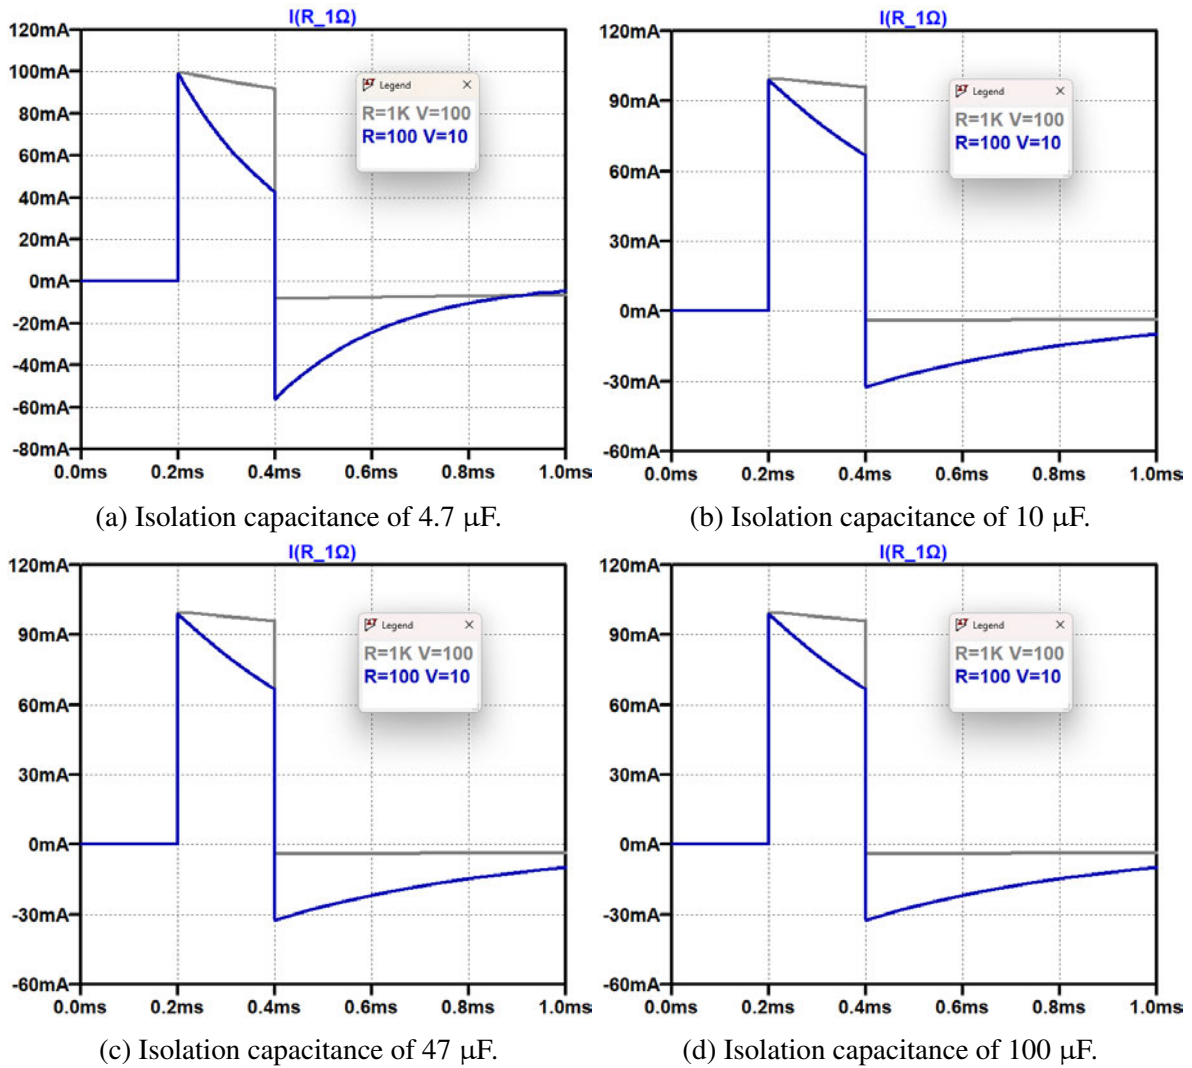 I(R_1Ω)
120mA
100mA
80mA
60mA
40mA
20mA
0mA
-20mA
-40mA
-60mA
-80mA
0.0ms 0.2ms 0.4ms 0.6ms 0.8ms 1.0ms
Legend
R=1K V=100
R=100 V=10
(a) Isolation capacitance of 4.7 μF.
I(R_1Ω)
120mA
90mA
60mA
30mA
0mA
-30mA
-60mA
0.0ms 0.2ms 0.4ms 0.6ms 0.8ms 1.0ms
Legend
R=1K V=100
R=100 V=10
(b) Isolation capacitance of 10 μF.
I(R_1Ω)
120mA
90mA
60mA
30mA
0mA
-30mA
-60mA
0.0ms 0.2ms 0.4ms 0.6ms 0.8ms 1.0ms
Legend
R=1K V=100
R=100 V=10
(c) Isolation capacitance of 47 μF.
I(R_1Ω)
120mA
90mA
60mA
30mA
0mA
-30mA
-60mA
0.0ms 0.2ms 0.4ms 0.6ms 0.8ms 1.0ms
Legend
R=1K V=100
R=100 V=10
(d) Isolation capacitance of 100 μF.